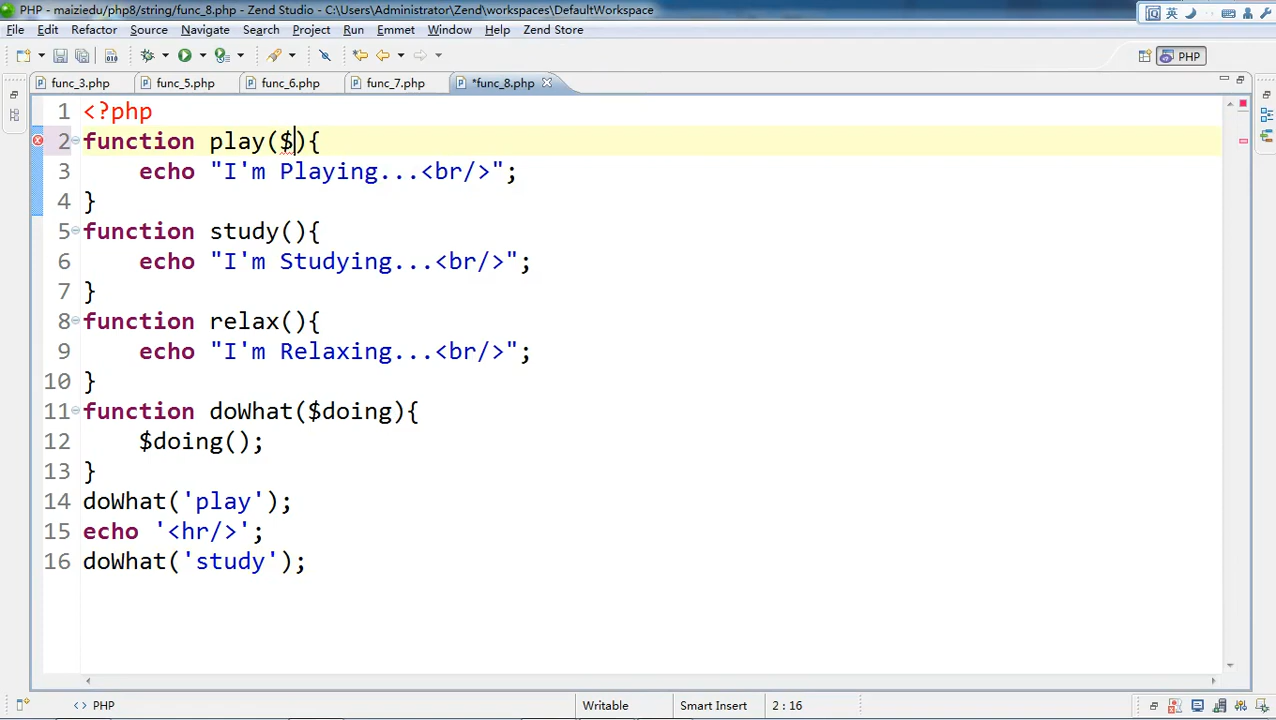 PHP - maiziedu/php8/string/func_8.php - Zend Studio - C:\Users\Administrator\Zend\workspaces\DefaultWorkspace
英
File Edit Refactor Source Navigate Search Project Run Emmet Window Help Zend Store
PHP
func_3.php func_5.php func_6.php func_7.php *func_8.php
1 <?php
2 function play($){
3 echo "I'm Playing...<br/>";
4 }
5 function study(){
6 echo "I'm Studying...<br/>";
7 }
8 function relax(){
9 echo "I'm Relaxing...<br/>";
10 }
11 function doWhat($doing){
12 $doing();
13 }
14 doWhat('play');
15 echo '<hr/>';
16 doWhat('study');
<> PHP Writable Smart Insert 2 : 16